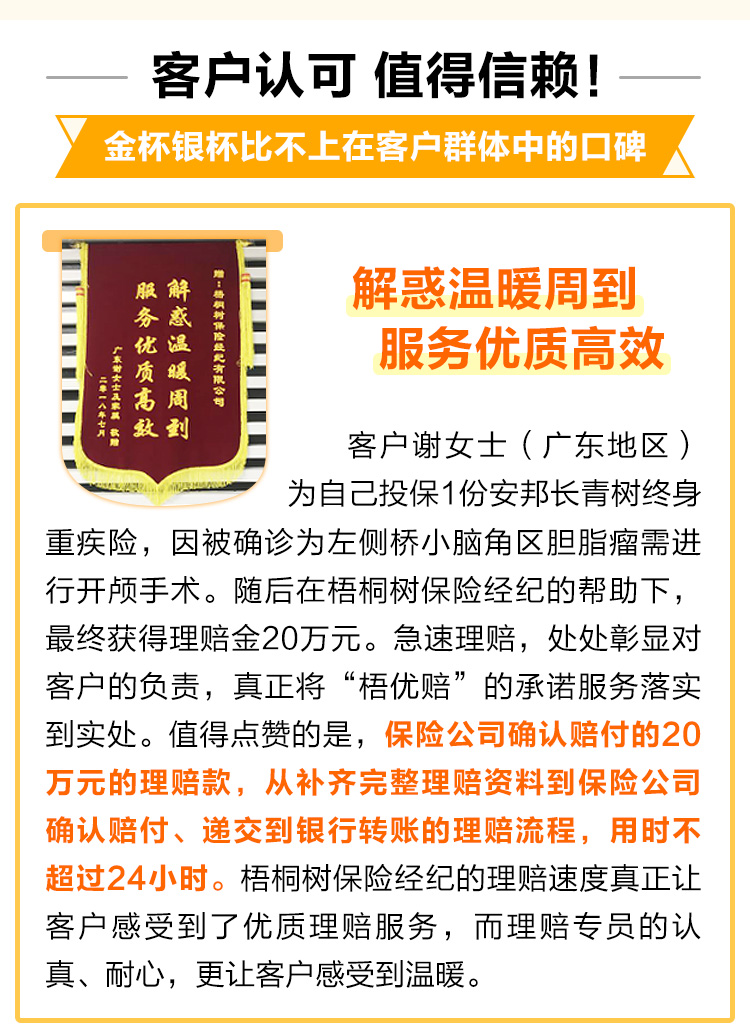 客户认可 值得信赖！
金杯银杯比不上在客户群体中的口碑
赠：梧桐树保险经纪有限公司
解惑温暖周到
服务优质高效
广东谢女士及家属 敬赠
二零一八年七月
解惑温暖周到
服务优质高效
客户谢女士（广东地区）
为自己投保1份安邦长青树终身
重疾险，因被确诊为左侧桥小脑角区胆脂瘤需进
行开颅手术。随后在梧桐树保险经纪的帮助下，
最终获得理赔金20万元。急速理赔，处处彰显对
客户的负责，真正将“梧优赔”的承诺服务落实
到实处。值得点赞的是，保险公司确认赔付的20
万元的理赔款，从补齐完整理赔资料到保险公司
确认赔付、递交到银行转账的理赔流程，用时不
超过24小时。梧桐树保险经纪的理赔速度真正让
客户感受到了优质理赔服务，而理赔专员的认
真、耐心，更让客户感受到温暖。